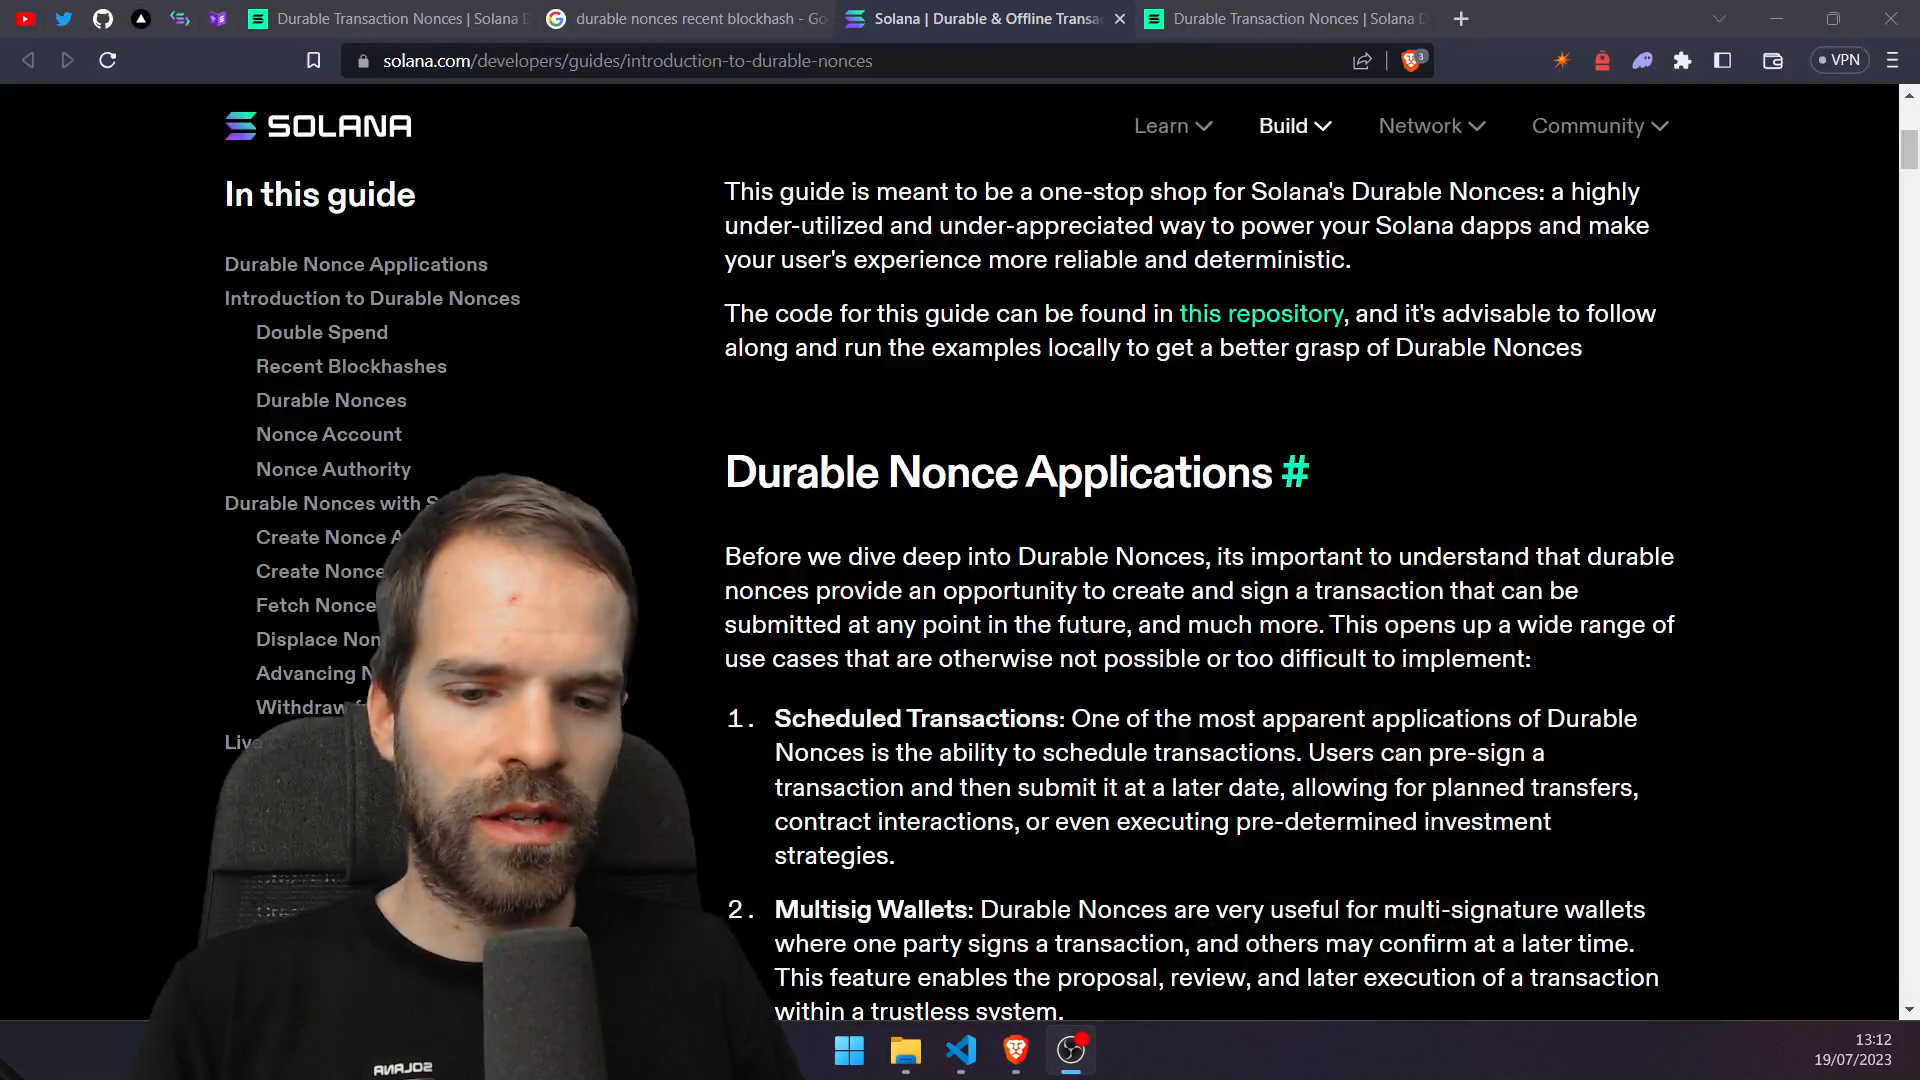 Durable Transaction Nonces | Solana D
durable nonces recent blockhash - Go
Solana | Durable & Offline Transa
Durable Transaction Nonces | Solana D
solana.com/developers/guides/introduction-to-durable-nonces
3
VPN
SOLANA
Learn
Build
Network
Community
In this guide
Durable Nonce Applications
Introduction to Durable Nonces
Double Spend
Recent Blockhashes
Durable Nonces
Nonce Account
Nonce Authority
Durable Nonces with S
Create Nonce A
Create Nonce
Fetch Nonce
Displace Non
Advancing N
Withdraw f
Live
This guide is meant to be a one-stop shop for Solana's Durable Nonces: a highly
under-utilized and under-appreciated way to power your Solana dapps and make
your user's experience more reliable and deterministic.
The code for this guide can be found in this repository, and it's advisable to follow
along and run the examples locally to get a better grasp of Durable Nonces
Durable Nonce Applications #
Before we dive deep into Durable Nonces, its important to understand that durable
nonces provide an opportunity to create and sign a transaction that can be
submitted at any point in the future, and much more. This opens up a wide range of
use cases that are otherwise not possible or too difficult to implement:
1. Scheduled Transactions: One of the most apparent applications of Durable
Nonces is the ability to schedule transactions. Users can pre-sign a
transaction and then submit it at a later date, allowing for planned transfers,
contract interactions, or even executing pre-determined investment
strategies.
2. Multisig Wallets: Durable Nonces are very useful for multi-signature wallets
where one party signs a transaction, and others may confirm at a later time.
This feature enables the proposal, review, and later execution of a transaction
within a trustless system.
SOLANA
13:12
19/07/2023